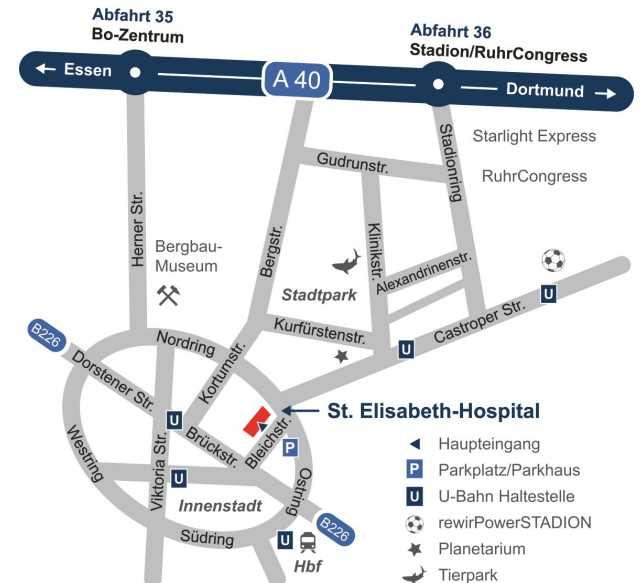 Abfahrt 35
Bo-Zentrum
Abfahrt 36
Stadion/RuhrCongress
Essen
A 40
Dortmund
Starlight Express
RuhrCongress
Stadionring
Gudrunstr.
Herner Str.
Bergbau-
Museum
Bergstr.
Klinikstr.
Alexandrinenstr.
Stadtpark
Castroper Str.
U
Kurfürstenstr.
U
B226
Nordring
Dorstener Str.
Kortumstr.
St. Elisabeth-Hospital
U
Brückstr.
Bleichstr.
P
Westring
Viktoria Str.
U
Innenstadt
Ostring
B226
Südring
U
Hbf
Haupteingang
P Parkplatz/Parkhaus
U U-Bahn Haltestelle
rewirPowerSTADION
Planetarium
Tierpark